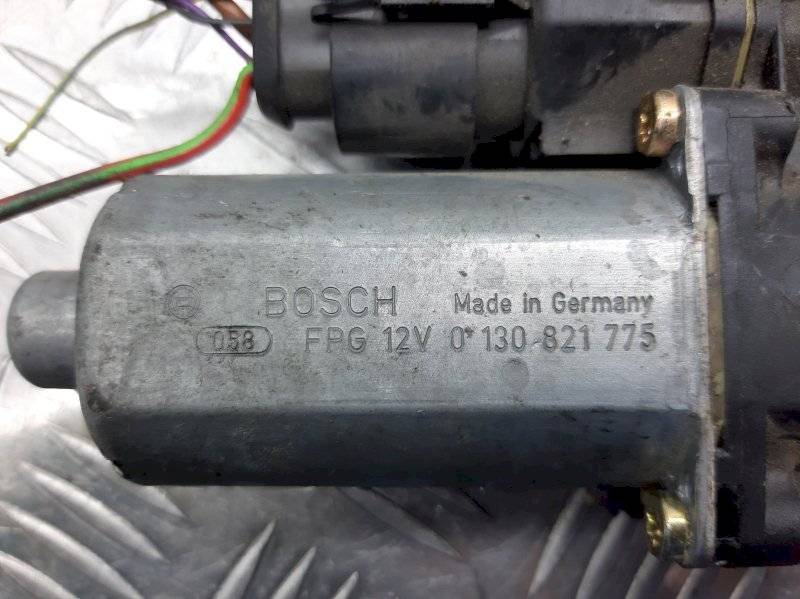 BOSCH Made in Germany
058 FPG 12V 0 130 821 775